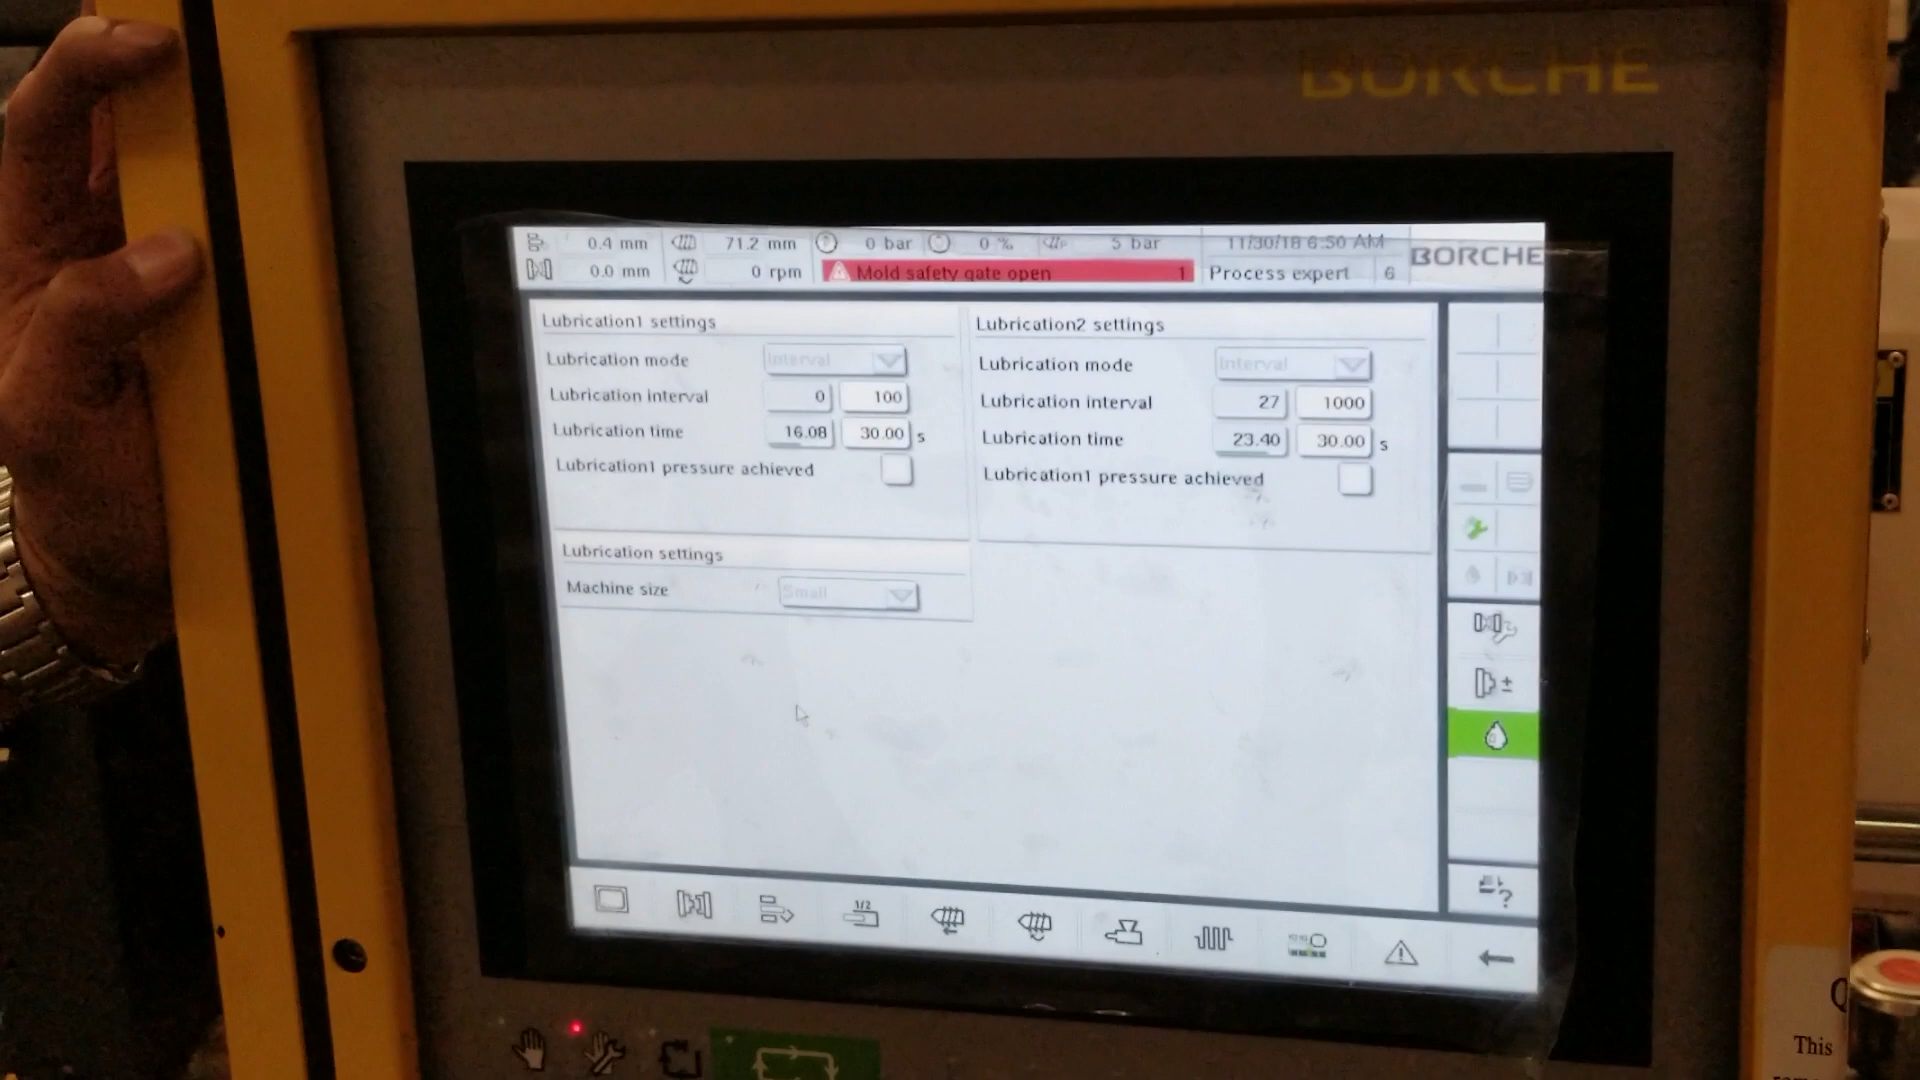 BORCHE
0.4 mm 71.2 mm 0 bar 0 % 5 bar 11/30/18 6:50 AM BORCHE
0.0 mm 0 rpm Mold safety gate open 1 Process expert 6
Lubrication1 settings
Lubrication mode Interval
Lubrication interval 0 100
Lubrication time 16.08 30.00 s
Lubrication1 pressure achieved
Lubrication2 settings
Lubrication mode Interval
Lubrication interval 27 1000
Lubrication time 23.40 30.00 s
Lubrication1 pressure achieved
Lubrication settings
Machine size Small
1/2
?
This